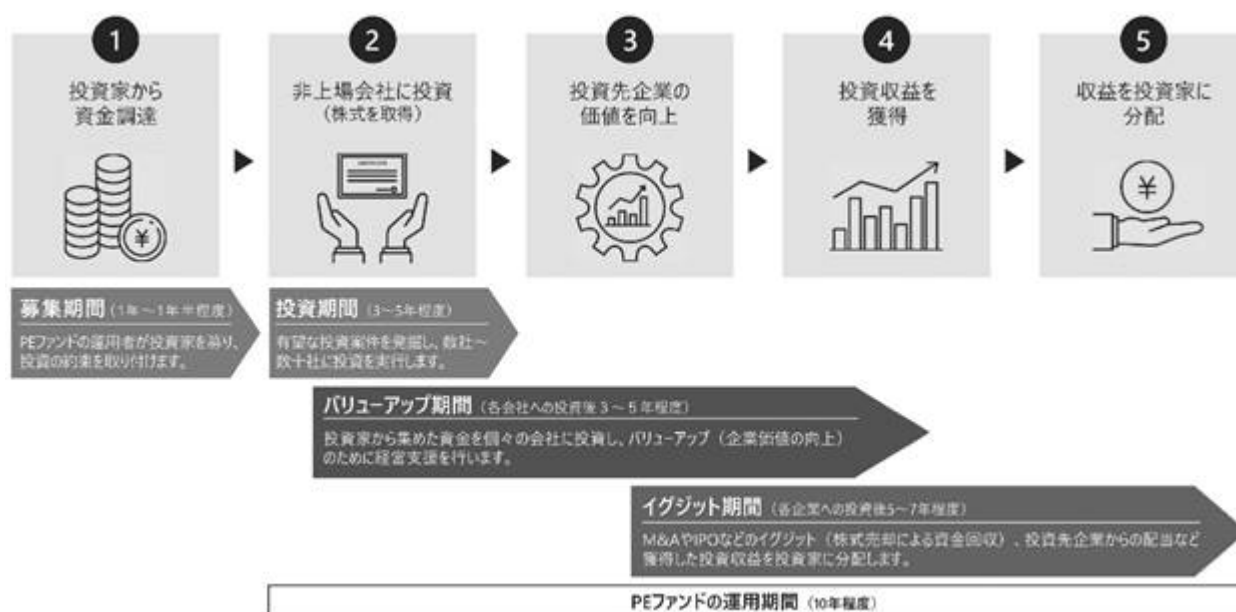 1
投資家から
資金調達
2
非上場会社に投資
(株式を取得)
3
投資先企業の
価値を向上
4
投資収益を
獲得
5
収益を投資家に
分配
¥
¥
募集期間 (1年～1年半程度)
PEファンドの運用者が投資家を募り、
投資の約束を取り付けます。
投資期間 (3～5年程度)
有望な投資案件を発掘し、数社～
数十社に投資を実行します。
バリューアップ期間 (各会社への投資後3～5年程度)
投資家から集めた資金を個々の会社に投資し、バリューアップ（企業価値の向上）
のために経営支援を行います。
イグジット期間 (各企業への投資後5～7年程度)
M&AやIPOなどのイグジット（株式売却による資金回収）、投資先企業からの配当など
獲得した投資収益を投資家に分配します。
PEファンドの運用期間 (10年程度)